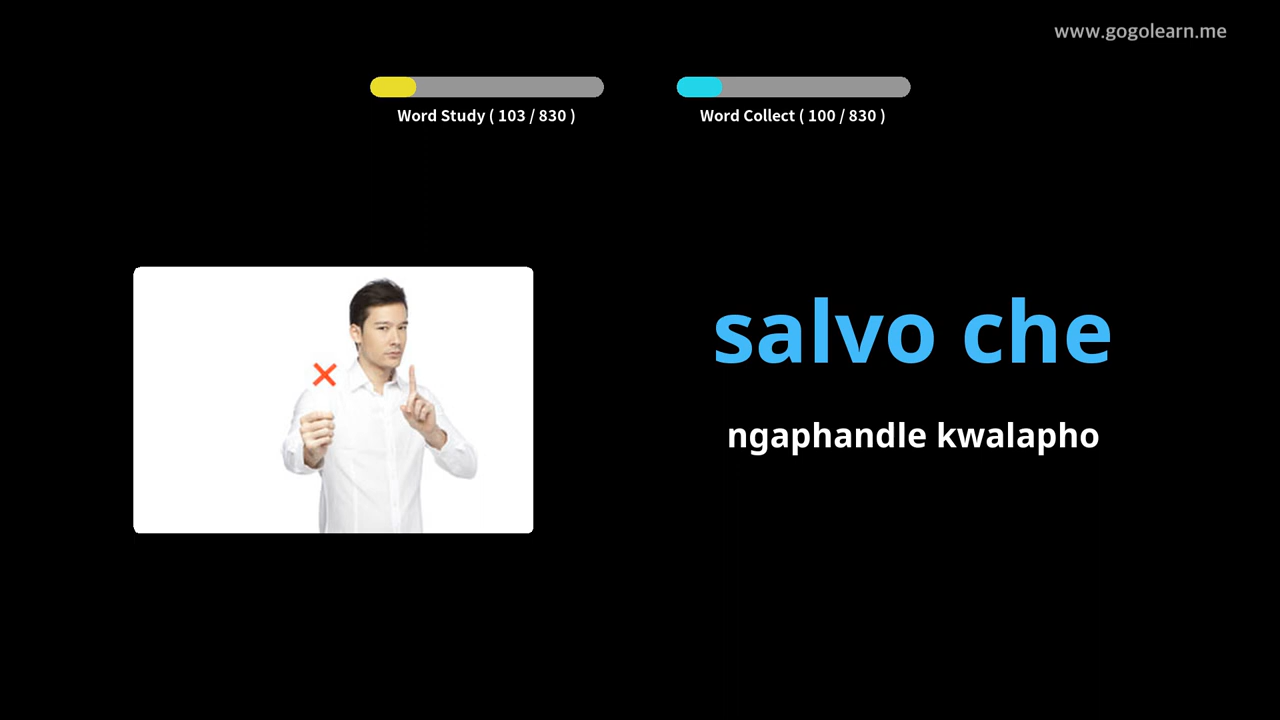 www.gogolearn.me
Word Study ( 103 / 830 )
Word Collect ( 100 / 830 )
salvo che
ngaphandle kwalapho